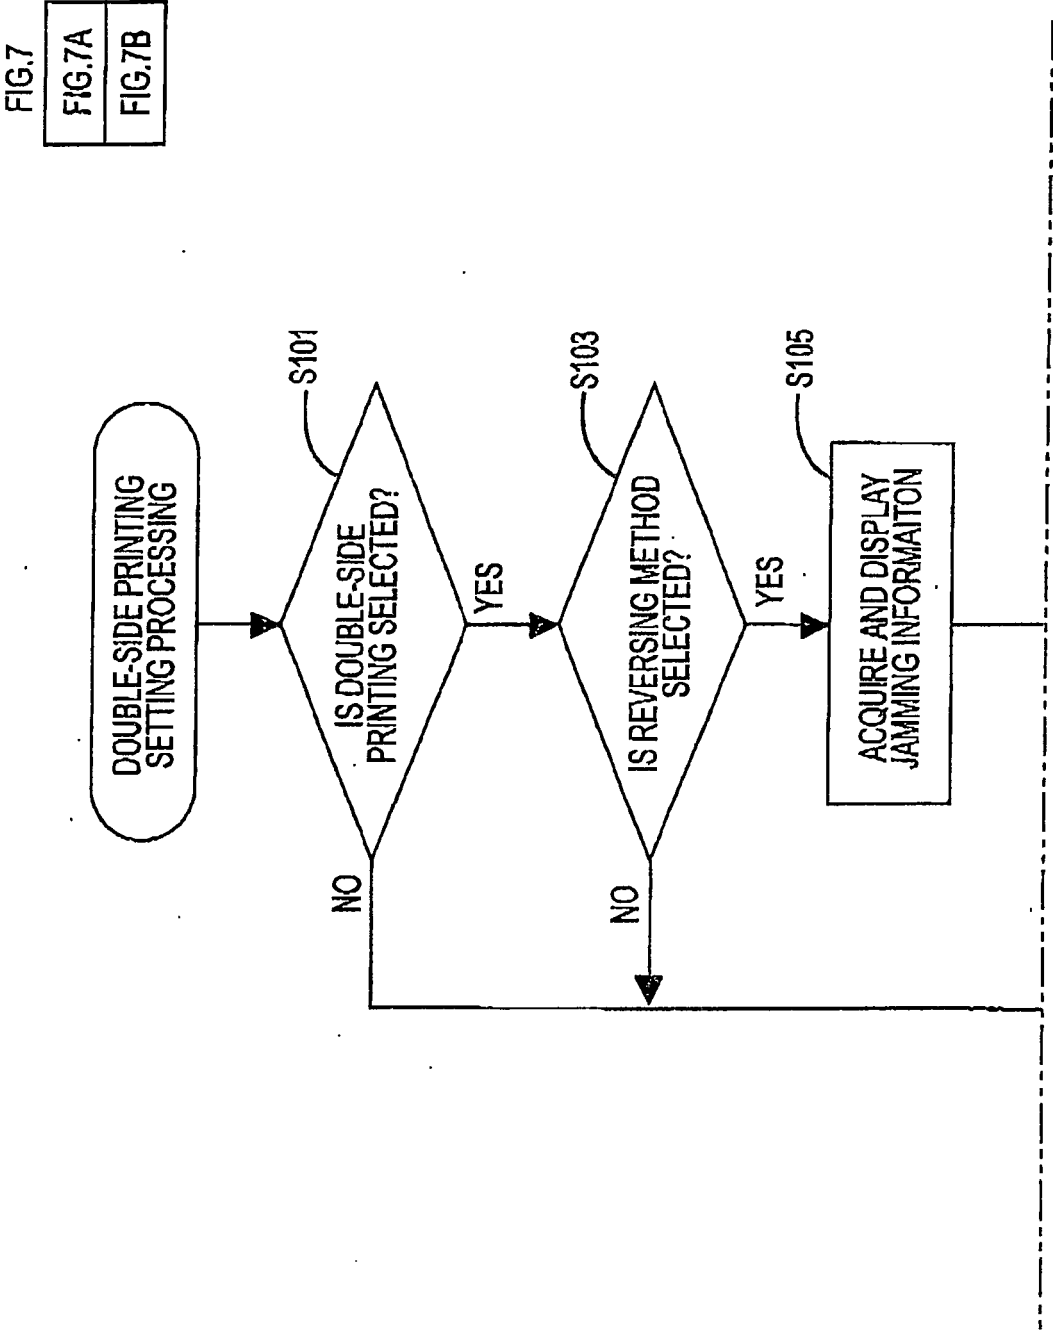 FIG.7
FIG.7A
FIG.7B
DOUBLE-SIDE PRINTING
SETTING PROCESSING
S101
IS DOUBLE-SIDE
PRINTING SELECTED?
NO
YES
S103
IS REVERSING METHOD
SELECTED?
NO
YES
S105
ACQUIRE AND DISPLAY
JAMMING INFORMAITON